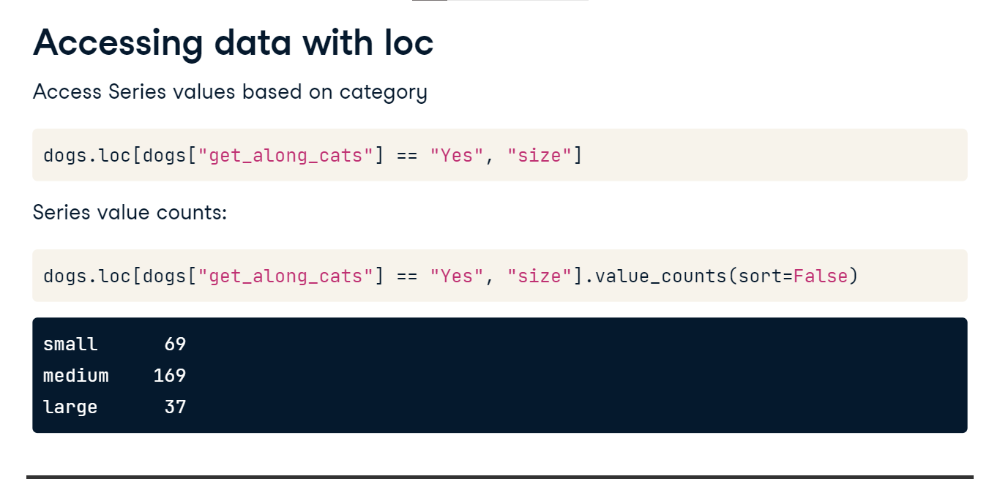 Accessing data with loc
Access Series values based on category
dogs.loc[dogs["get_along_cats"] == "Yes", "size"]
Series value counts:
dogs.loc[dogs["get_along_cats"] == "Yes", "size"].value_counts(sort=False)
small      69
medium    169
large      37